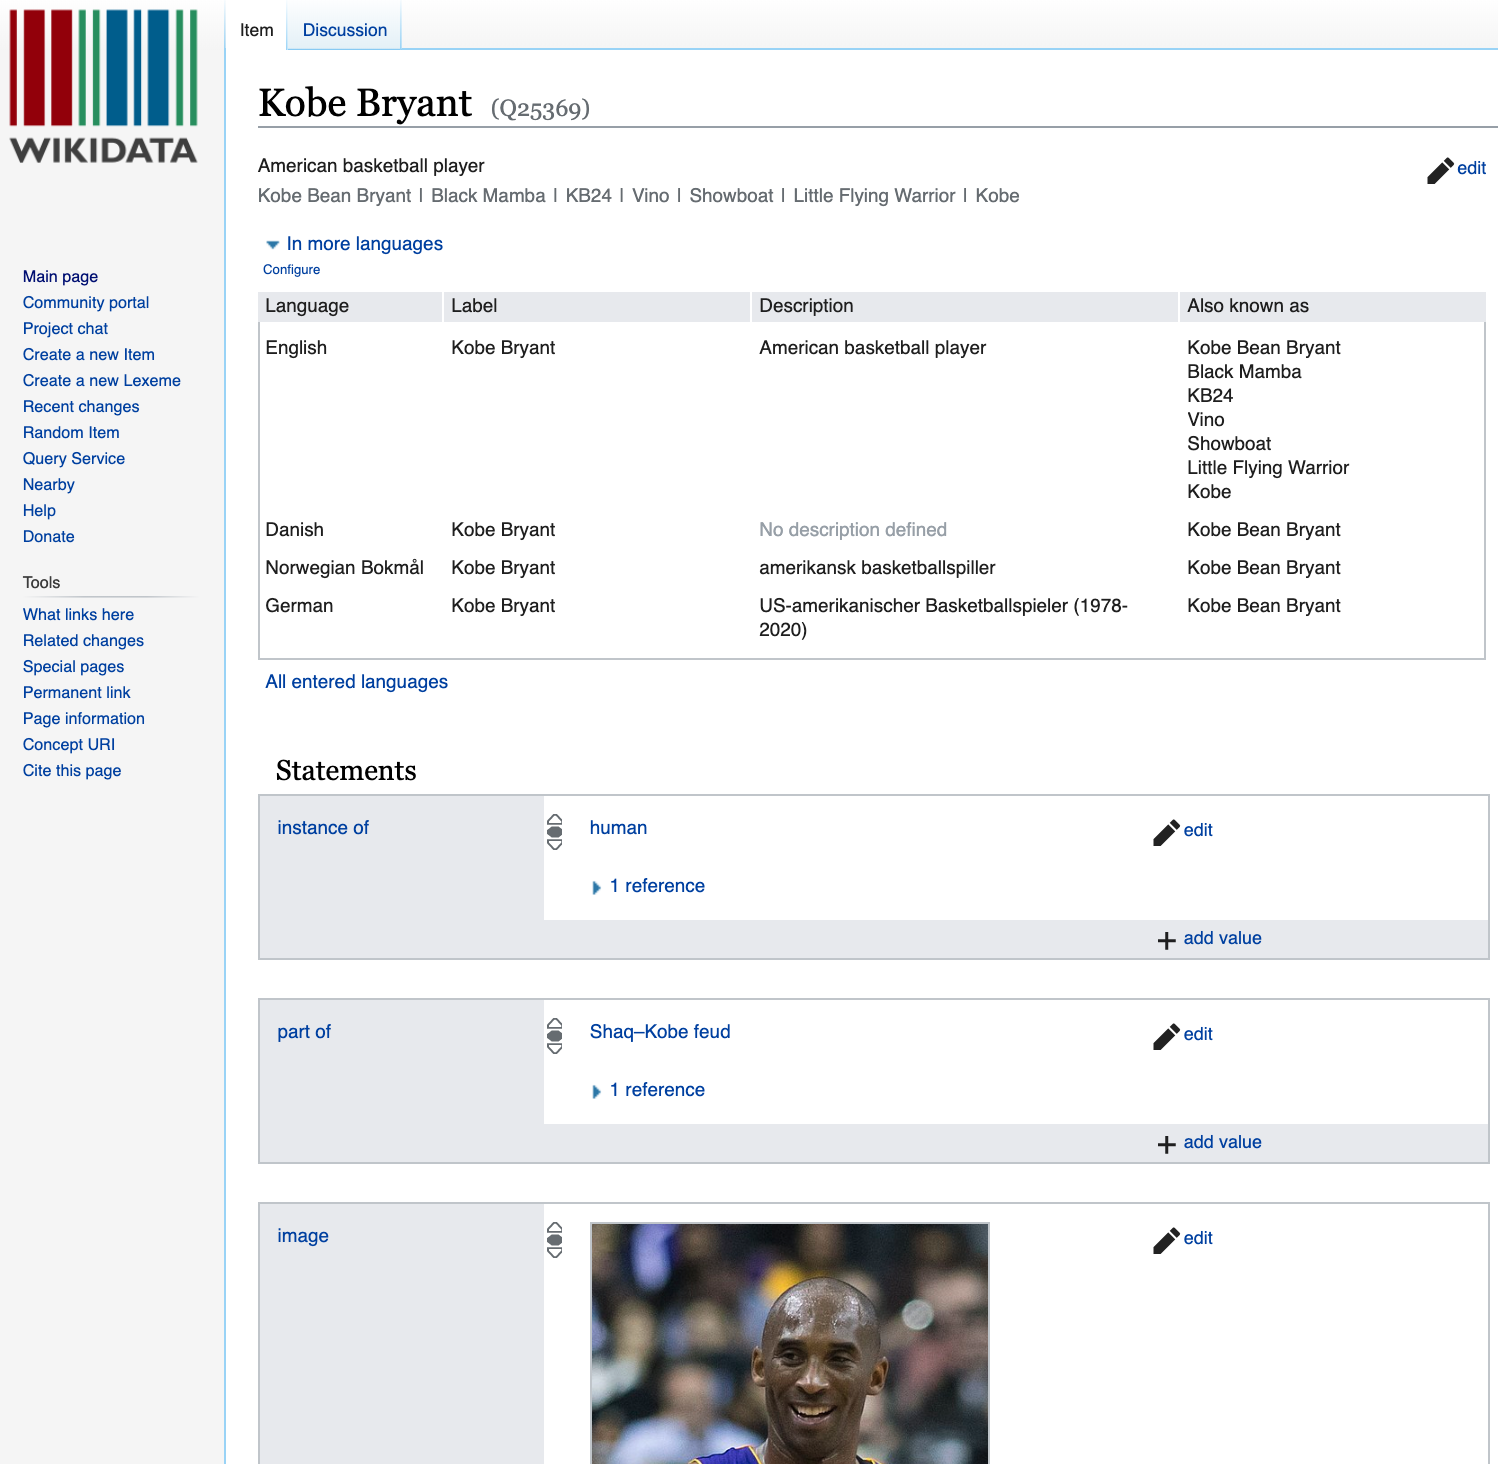 WIKIDATA
Main page
Community portal
Project chat
Create a new Item
Create a new Lexeme
Recent changes
Random Item
Query Service
Nearby
Help
Donate
Tools
What links here
Related changes
Special pages
Permanent link
Page information
Concept URI
Cite this page
Item Discussion
Kobe Bryant (Q25369)
American basketball player edit
Kobe Bean Bryant | Black Mamba | KB24 | Vino | Showboat | Little Flying Warrior | Kobe
In more languages
Configure
Language Label Description Also known as
English Kobe Bryant American basketball player Kobe Bean Bryant
Black Mamba
KB24
Vino
Showboat
Little Flying Warrior
Kobe
Danish Kobe Bryant No description defined Kobe Bean Bryant
Norwegian Bokmål Kobe Bryant amerikansk basketballspiller Kobe Bean Bryant
German Kobe Bryant US-amerikanischer Basketballspieler (1978- Kobe Bean Bryant
2020)
All entered languages
Statements
instance of human edit
1 reference
add value
part of Shaq–Kobe feud edit
1 reference
add value
image edit